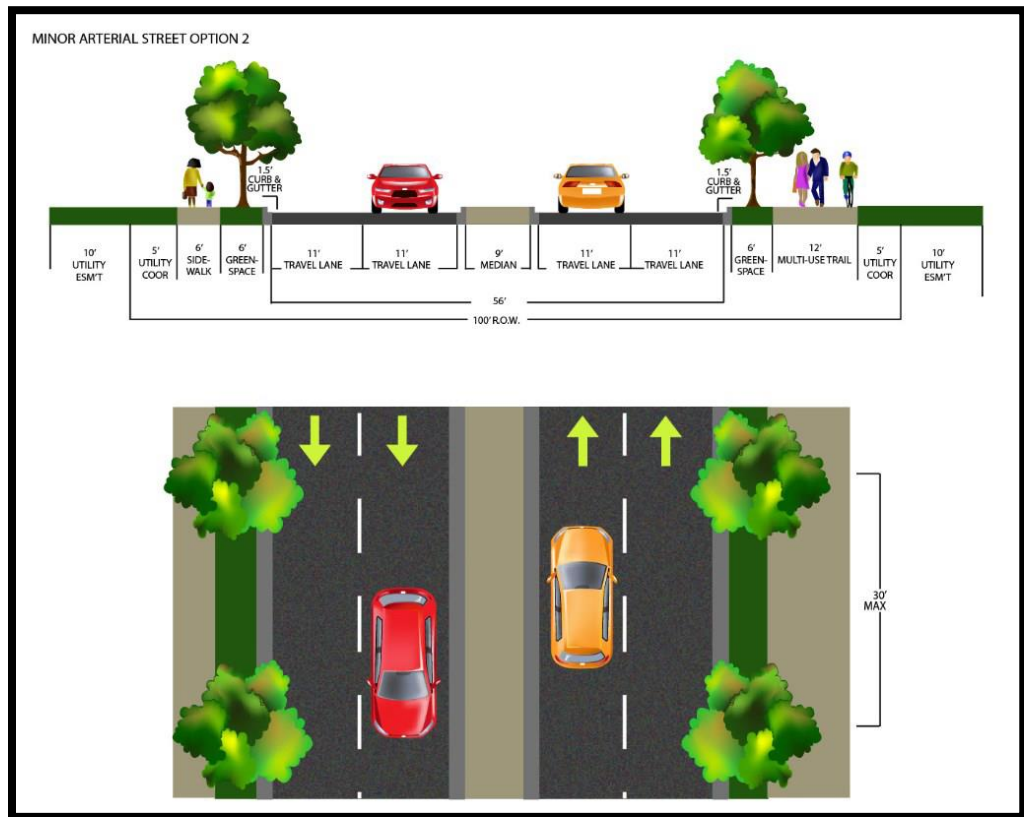 MINOR ARTERIAL STREET OPTION 2
1.5'
CURB &
GUTTER
1.5'
CURB &
GUTTER
10'
UTILITY
ESM'T
5'
UTILITY
COOR
6'
SIDE-
WALK
6'
GREEN-
SPACE
11'
TRAVEL LANE
11'
TRAVEL LANE
9'
MEDIAN
11'
TRAVEL LANE
11'
TRAVEL LANE
6'
GREEN-
SPACE
12'
MULTI-USE TRAIL
5'
UTILITY
COOR
10'
UTILITY
ESM'T
56'
100' R.O.W.
30'
MAX